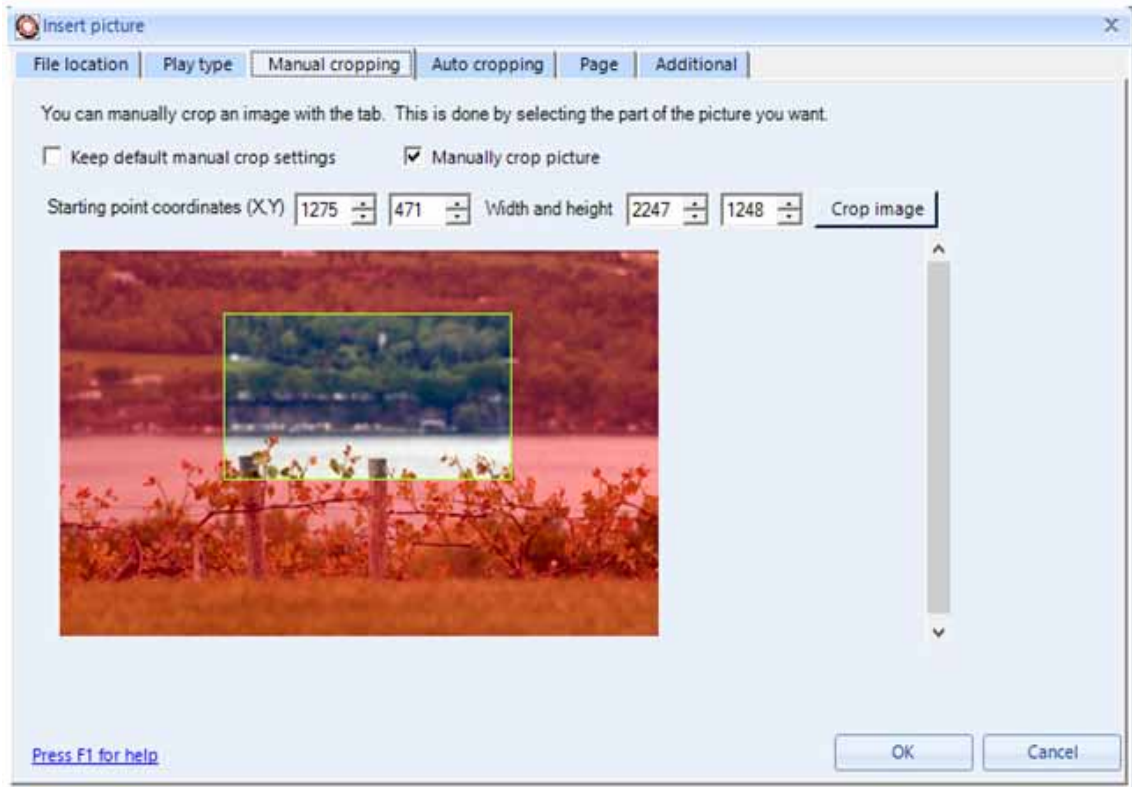 Insert picture
File location Play type Manual cropping Auto cropping Page Additional
You can manually crop an image with the tab. This is done by selecting the part of the picture you want.
Keep default manual crop settings Manually crop picture
Starting point coordinates (X,Y) 1275 471 Width and height 2247 1248 Crop image
Press F1 for help OK Cancel